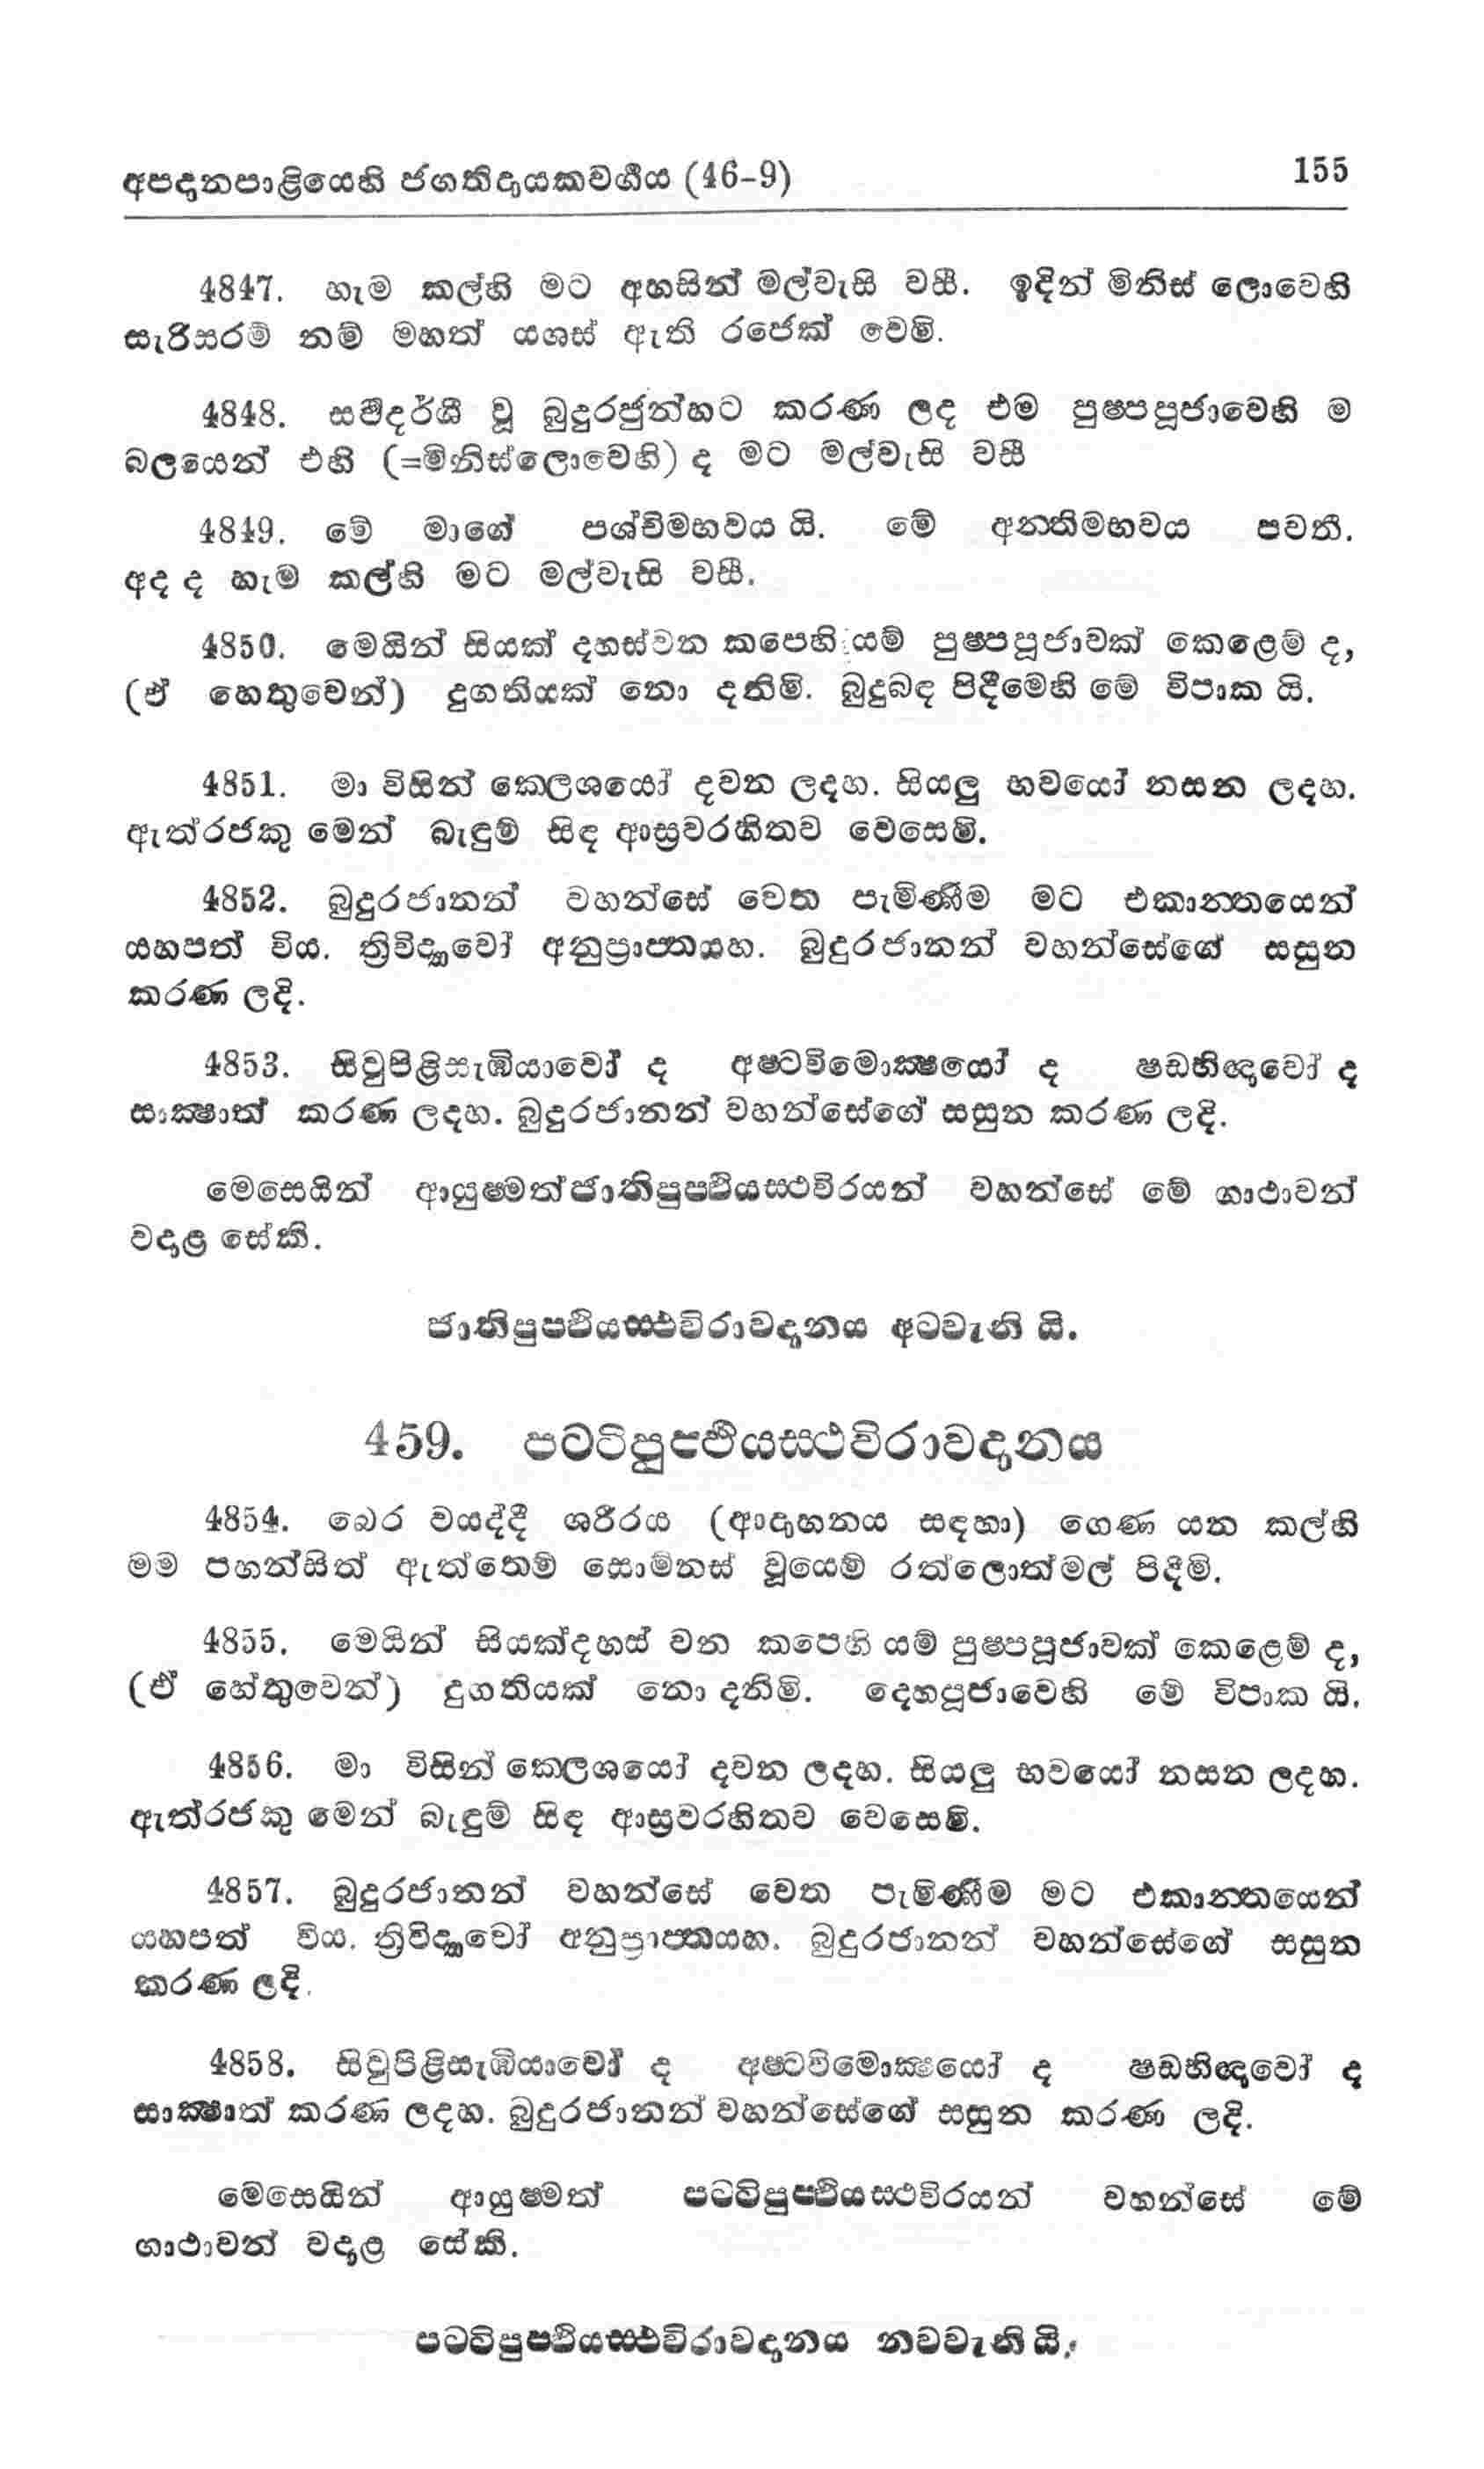 අපදානපාළියෙහි ජගතිදායකවර්‍ගය (46-9)
155
4847. හැම කල්හි මට අහසින් මල්වැසි වසී. ඉදින් මිනිස් ලොවෙහි
සැරිසරම් නම් මහත් යශස් ඇති රජෙක් වෙමි.
4848. සර්‍වදර්ශී වූ බුදුරජුන්හට කරණ ලද එම පුෂ්පපූජාවෙහි ම
බලයෙන් එහි (=මිනිස්ලොවෙහි) ද මට මල්වැසි වසී
4849. මේ මාගේ පශ්චිමභවය යි. මේ අන්තිමභවය පවතී.
අද ද හැම කල්හි මට මල්වැසි වසී.
4850. මෙයින් සියක් දහස්වන කපෙහි යම් පුෂ්පපූජාවක් කෙළෙම් ද,
(ඒ හෙතුවෙන්) දුගතියක් නො දනිමි. බුදුබඳ පිදීමෙහි මේ විපාක යි.
4851. මා විසින් කෙලශයෝ දවන ලදහ. සියලු භවයෝ නසන ලදහ.
ඇත්රජකු මෙන් බැඳුම් සිඳ ආස්‍රවරහිතව වෙසෙමි.
4852. බුදුරජානන් වහන්සේ වෙත පැමිණීම මට එකාන්තයෙන්
යහපත් විය. ත්‍රිවිද්‍යාවෝ අනුප්‍රාප්තයහ. බුදුරජානන් වහන්සේගේ සසුන
කරණ ලදි.
4853. සිවුපිළිසැඹියාවෝ ද අෂ්ටවිමොක්‍ෂයෝ ද ෂඩභිඥාවෝ ද
සාක්‍ෂාත් කරණ ලදහ. බුදුරජානන් වහන්සේගේ සසුන කරණ ලදි.
මෙසෙයින් ආයුෂ්මත්ජාතිපුප්ඵියස්ථවිරයන් වහන්සේ මේ ගාථාවන්
වදාළ සේකි.
ජාතිපුප්ඵියස්ථවිරාවදානය අටවැනි යි.
459. පට්ටිපුප්ඵියස්ථවිරාවදානය
4854. බෙර වයද්දී ශරීරය (ආදාහනය සඳහා) ගෙණ යන කල්හි
මම පහන්සිත් ඇත්තෙම් සොම්නස් වූයෙම් රත්ලොත්මල් පිදීමි.
4855. මෙයින් සියක්දහස් වන කපෙහි යම් පුෂ්පපූජාවක් කෙළෙම් ද,
(ඒ හේතුවෙන්) දුගතියක් නො දනිමි. දෙහපූජාවෙහි මේ විපාක යි.
4856. මා විසින් කෙලශයෝ දවන ලදහ. සියලු භවයෝ නසන ලදහ.
ඇත්රජකු මෙන් බැඳුම් සිඳ ආස්‍රවරහිතව වෙසෙමි.
4857. බුදුරජානන් වහන්සේ වෙත පැමිණීම මට එකාන්තයෙන්
යහපත් විය. ත්‍රිවිද්‍යාවෝ අනුප්‍රාප්තයහ. බුදුරජානන් වහන්සේගේ සසුන
කරණ ලදි.
4858. සිවුපිළිසැඹියාවෝ ද අෂ්ටවිමොක්‍ෂයෝ ද ෂඩභිඥාවෝ ද
සාක්‍ෂාත් කරණ ලදහ. බුදුරජානන් වහන්සේගේ සසුන කරණ ලදි.
මෙසෙයින් ආයුෂ්මත් පට්ටිපුප්ඵියස්ථවිරයන් වහන්සේ මේ
ගාථාවන් වදාළ සේකි.
පට්ටිපුප්ඵියස්ථවිරාවදානය නවවැනි යි.